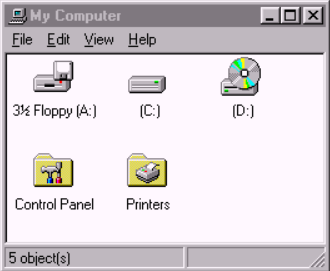 My Computer
File Edit View Help
3½ Floppy (A:) (C:) (D:)
Control Panel Printers
5 object(s)